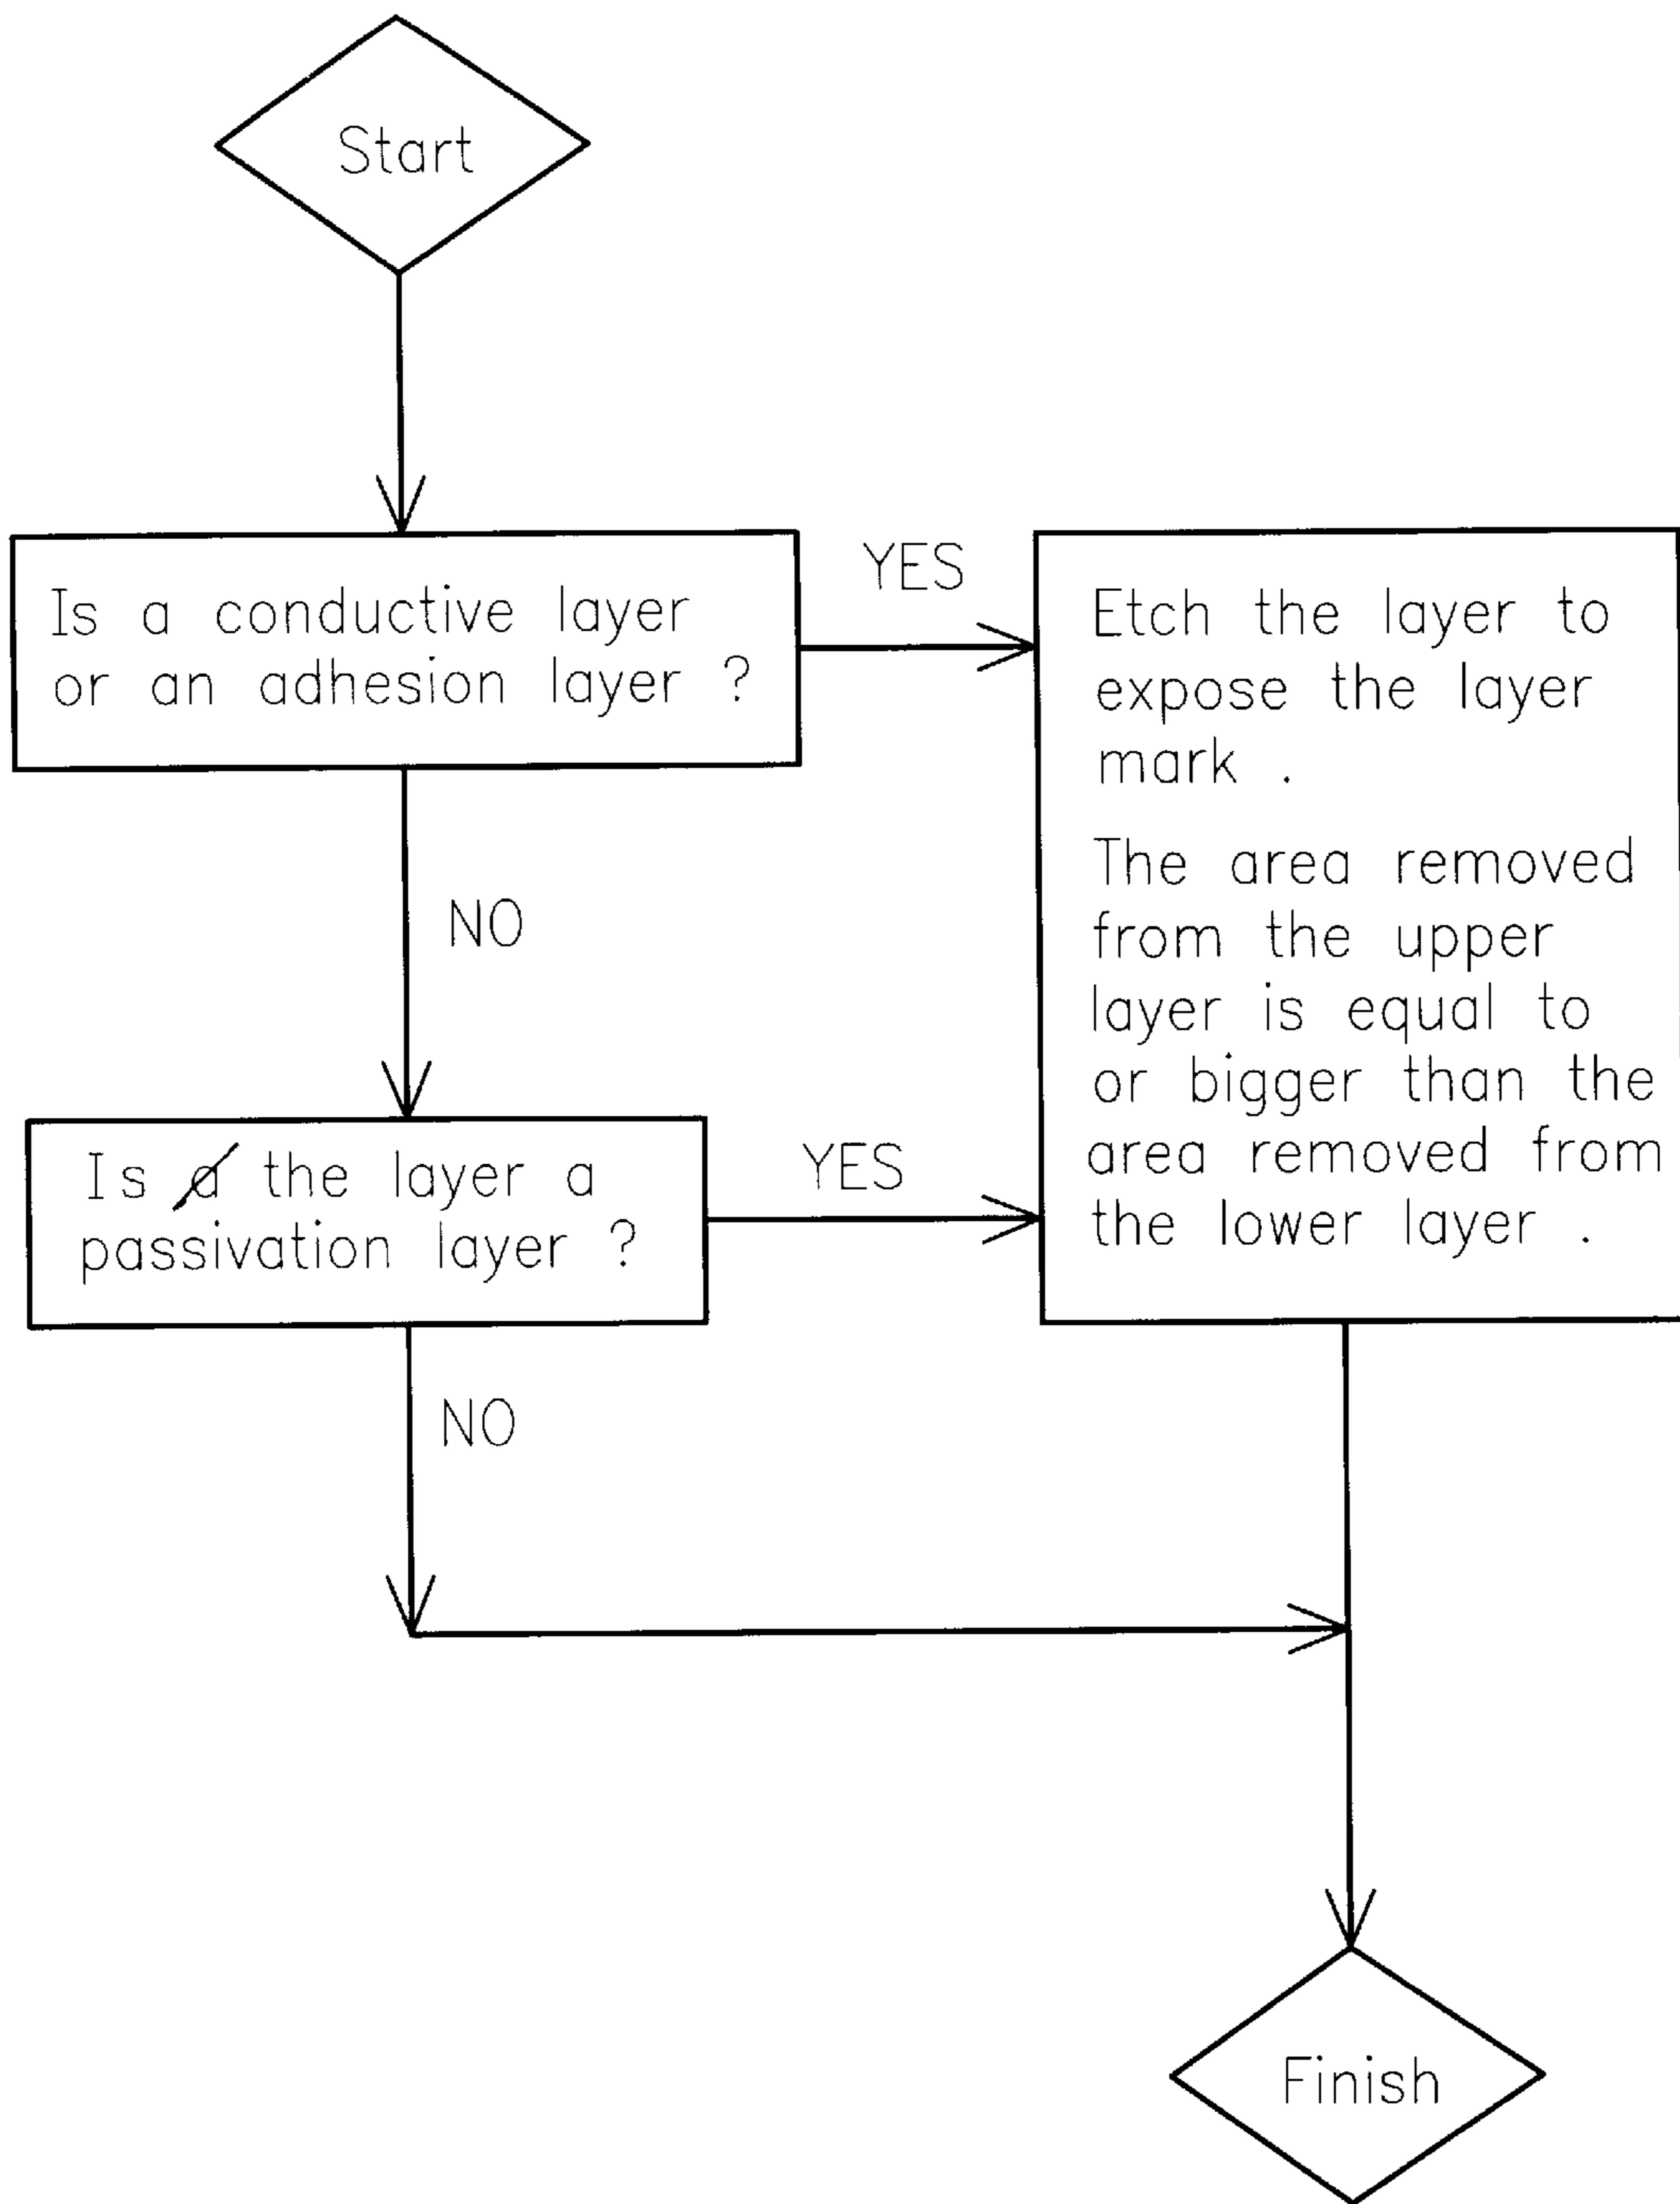 Start
Is a conductive layer
or an adhesion layer ?
YES
NO
Is a the layer a
passivation layer ?
YES
NO
Etch the layer to
expose the layer
mark .
The area removed
from the upper
layer is equal to
or bigger than the
area removed from
the lower layer .
Finish